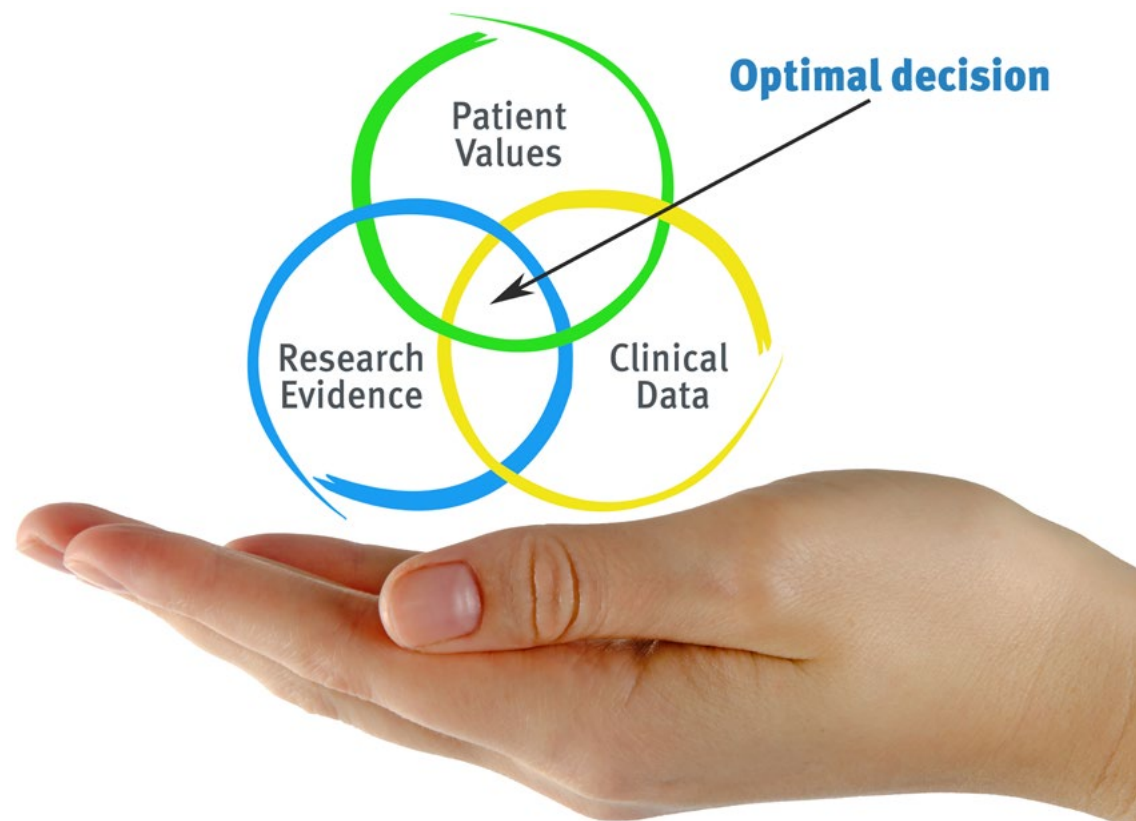 Optimal decision
Patient
Values
Research
Evidence
Clinical
Data